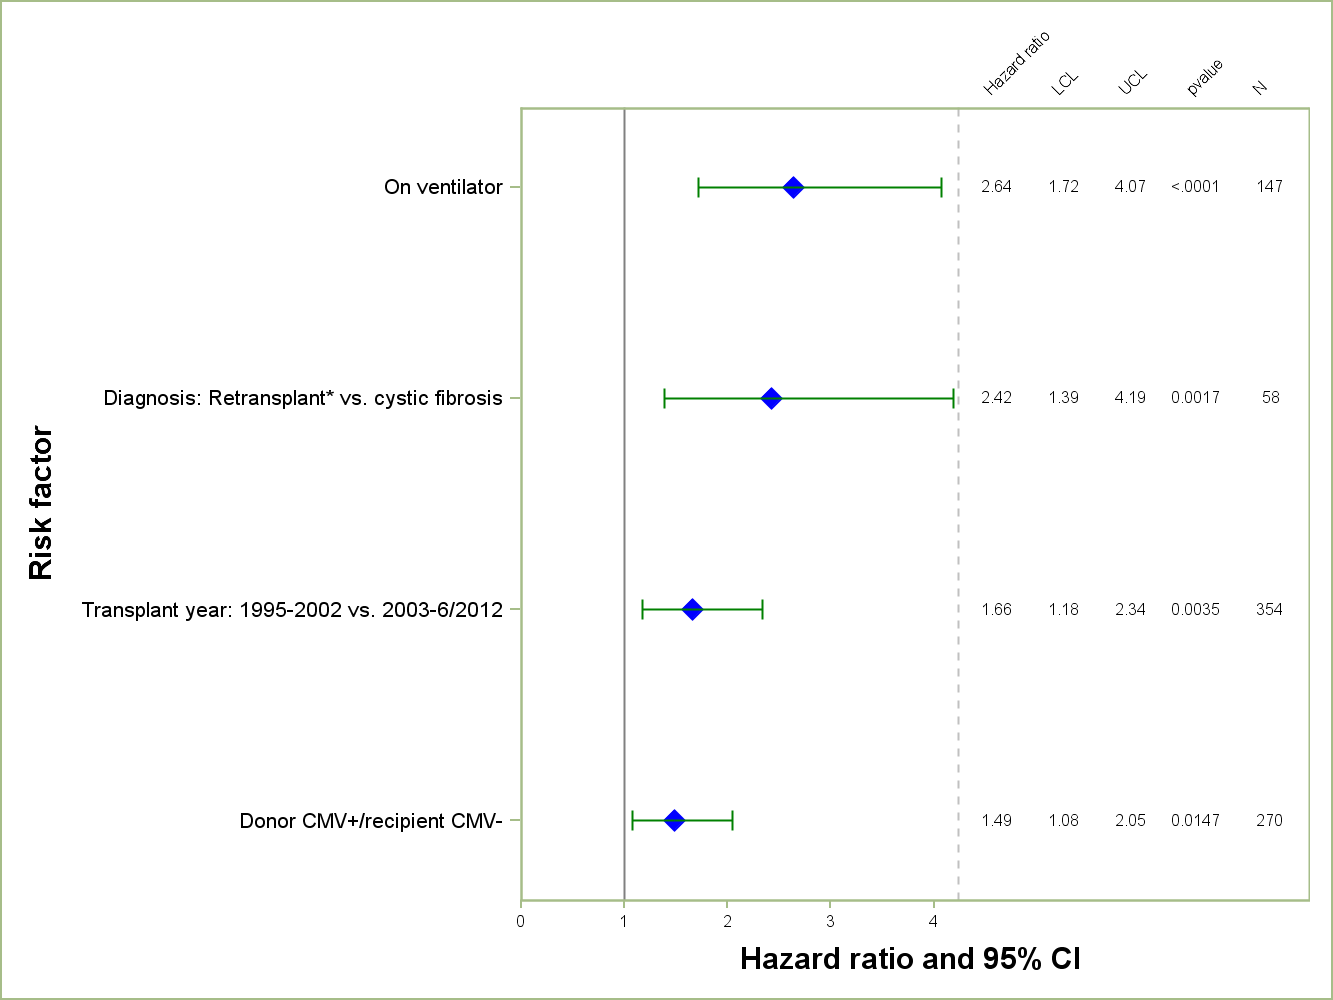 Hazard ratio LCL UCL pvalue N
On ventilator 2.64 1.72 4.07 <.0001 147
Diagnosis: Retransplant* vs. cystic fibrosis 2.42 1.39 4.19 0.0017 58
Risk factor
Transplant year: 1995-2002 vs. 2003-6/2012 1.66 1.18 2.34 0.0035 354
Donor CMV+/recipient CMV- 1.49 1.08 2.05 0.0147 270
0 1 2 3 4
Hazard ratio and 95% CI